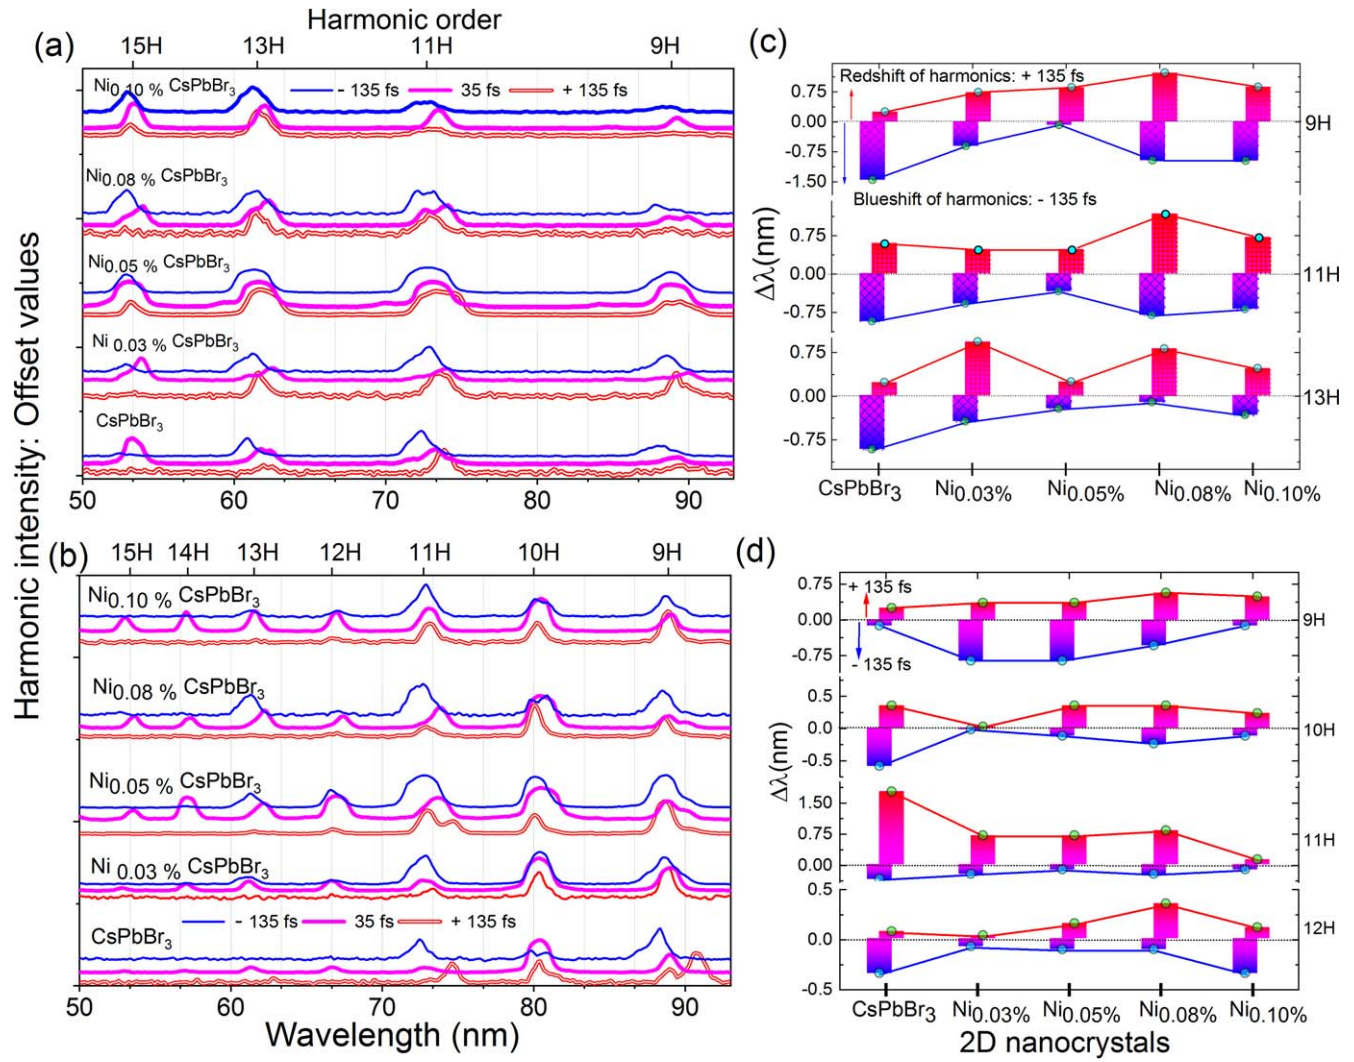 Harmonic order
(a)
15H 13H 11H 9H
Ni0.10 % CsPbBr3 - 135 fs 35 fs + 135 fs
Ni0.08 % CsPbBr3
Ni0.05 % CsPbBr3
Ni 0.03 % CsPbBr3
CsPbBr3
50 60 70 80 90
Harmonic intensity: Offset values
(b)
15H 14H 13H 12H 11H 10H 9H
Ni0.10 % CsPbBr3
Ni0.08 % CsPbBr3
Ni0.05 % CsPbBr3
Ni 0.03 % CsPbBr3
- 135 fs 35 fs + 135 fs
CsPbBr3
50 60 70 80 90
Wavelength (nm)
(c)
Redshift of harmonics: + 135 fs
0.75
0.00
-0.75
-1.50
9H
Blueshift of harmonics: - 135 fs
0.75
0.00
-0.75
11H
0.75
0.00
-0.75
13H
Δλ(nm)
CsPbBr3 Ni0.03% Ni0.05% Ni0.08% Ni0.10%
(d)
+ 135 fs
- 135 fs
0.75
0.00
-0.75
9H
0.5
0.0
-0.5
10H
1.50
0.75
0.00
11H
0.5
0.0
-0.5
12H
Δλ(nm)
CsPbBr3 Ni0.03% Ni0.05% Ni0.08% Ni0.10%
2D nanocrystals